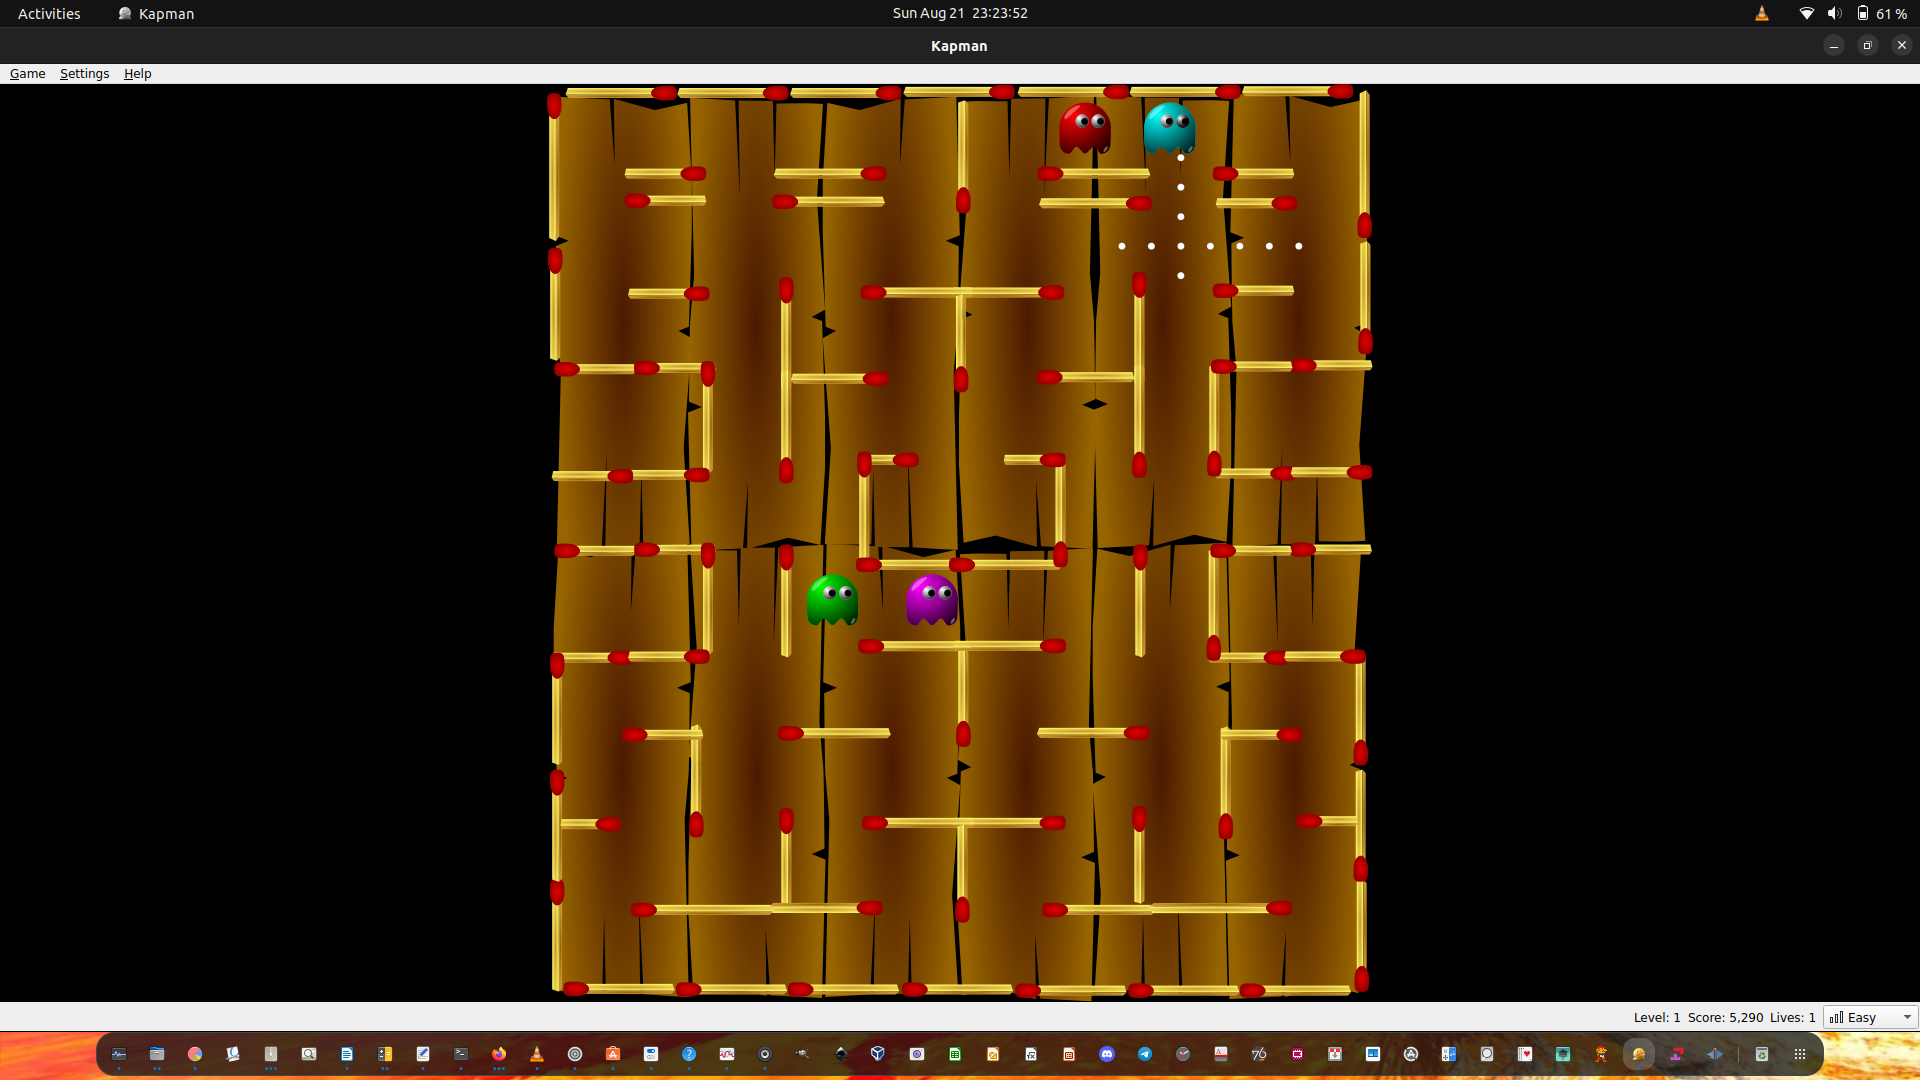 Activities Kapman Sun Aug 21 23:23:52 61 %
Kapman
Game Settings Help
Level: 1 Score: 5,290 Lives: 1 Easy